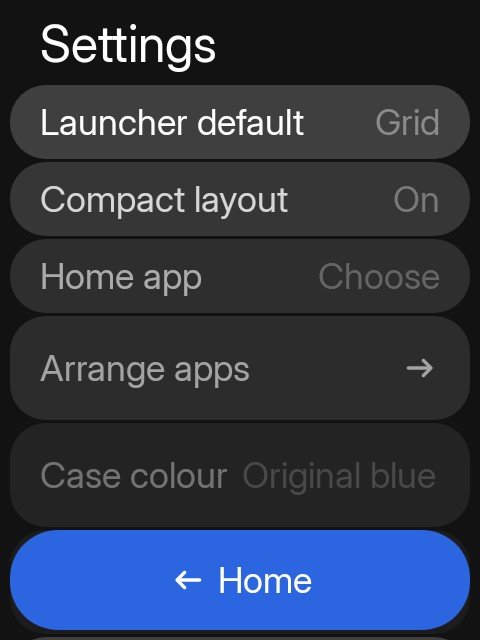 Settings
Launcher default Grid
Compact layout On
Home app Choose
Arrange apps →
Case colour Original blue
← Home